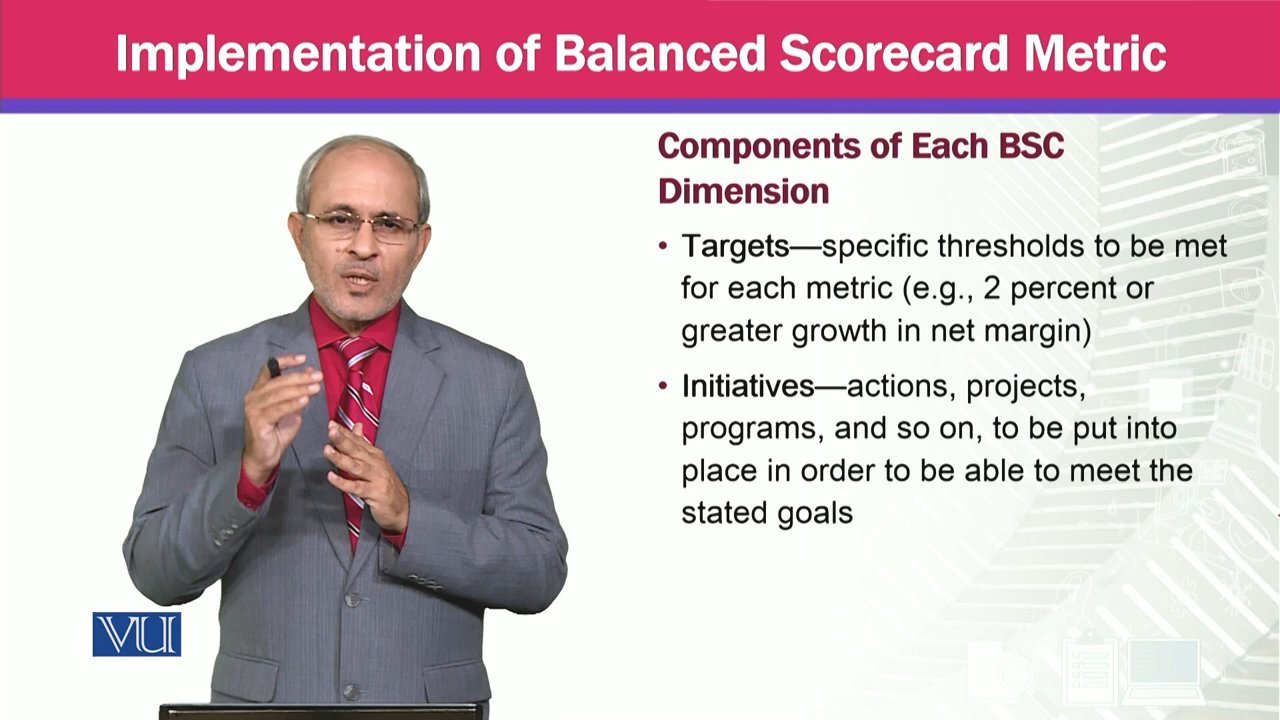 Implementation of Balanced Scorecard Metric
Components of Each BSC
Dimension
• Targets—specific thresholds to be met
for each metric (e.g., 2 percent or
greater growth in net margin)
• Initiatives—actions, projects,
programs, and so on, to be put into
place in order to be able to meet the
stated goals
VU